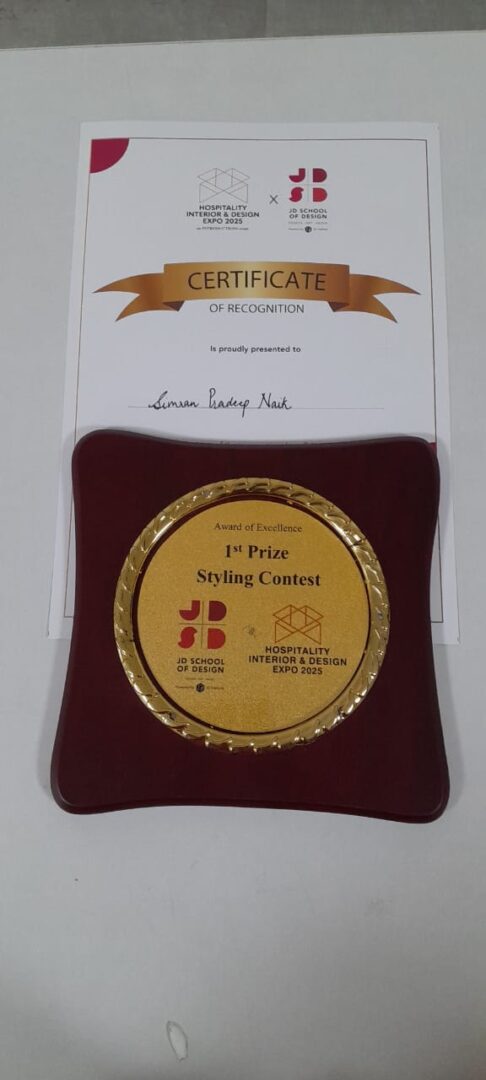 HOSPITALITY
INTERIOR & DESIGN
EXPO 2025
X
JD
SD
JD SCHOOL
OF DESIGN
CERTIFICATE
OF RECOGNITION
Is proudly presented to
Simran Pradeep Naik
Award of Excellence
1st Prize
Styling Contest
JD
SD
JD SCHOOL
OF DESIGN
HOSPITALITY
INTERIOR & DESIGN
EXPO 2025